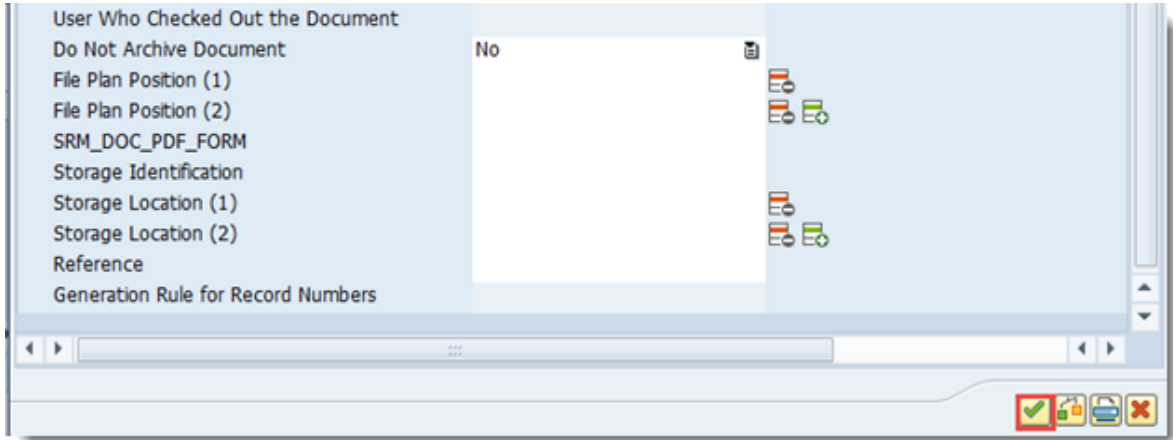 User Who Checked Out the Document
Do Not Archive Document No
File Plan Position (1)
File Plan Position (2)
SRM_DOC_PDF_FORM
Storage Identification
Storage Location (1)
Storage Location (2)
Reference
Generation Rule for Record Numbers